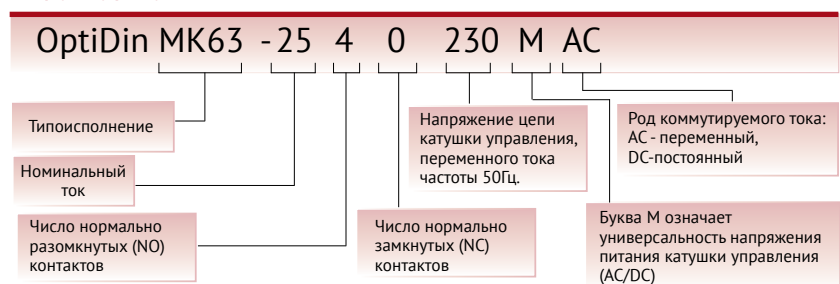 OptiDin MK63 -25 4 0 230 M AC
Типоисполнение
Номинальный
ток
Число нормально
разомкнутых (NO)
контактов
Напряжение цепи
катушки управления,
переменного тока
частоты 50Гц.
Число нормально
замкнутых (NC)
контактов
Род коммутируемого тока:
AC - переменный,
DC-постоянный
Буква М означает
универсальность напряжения
питания катушки управления
(AC/DC)